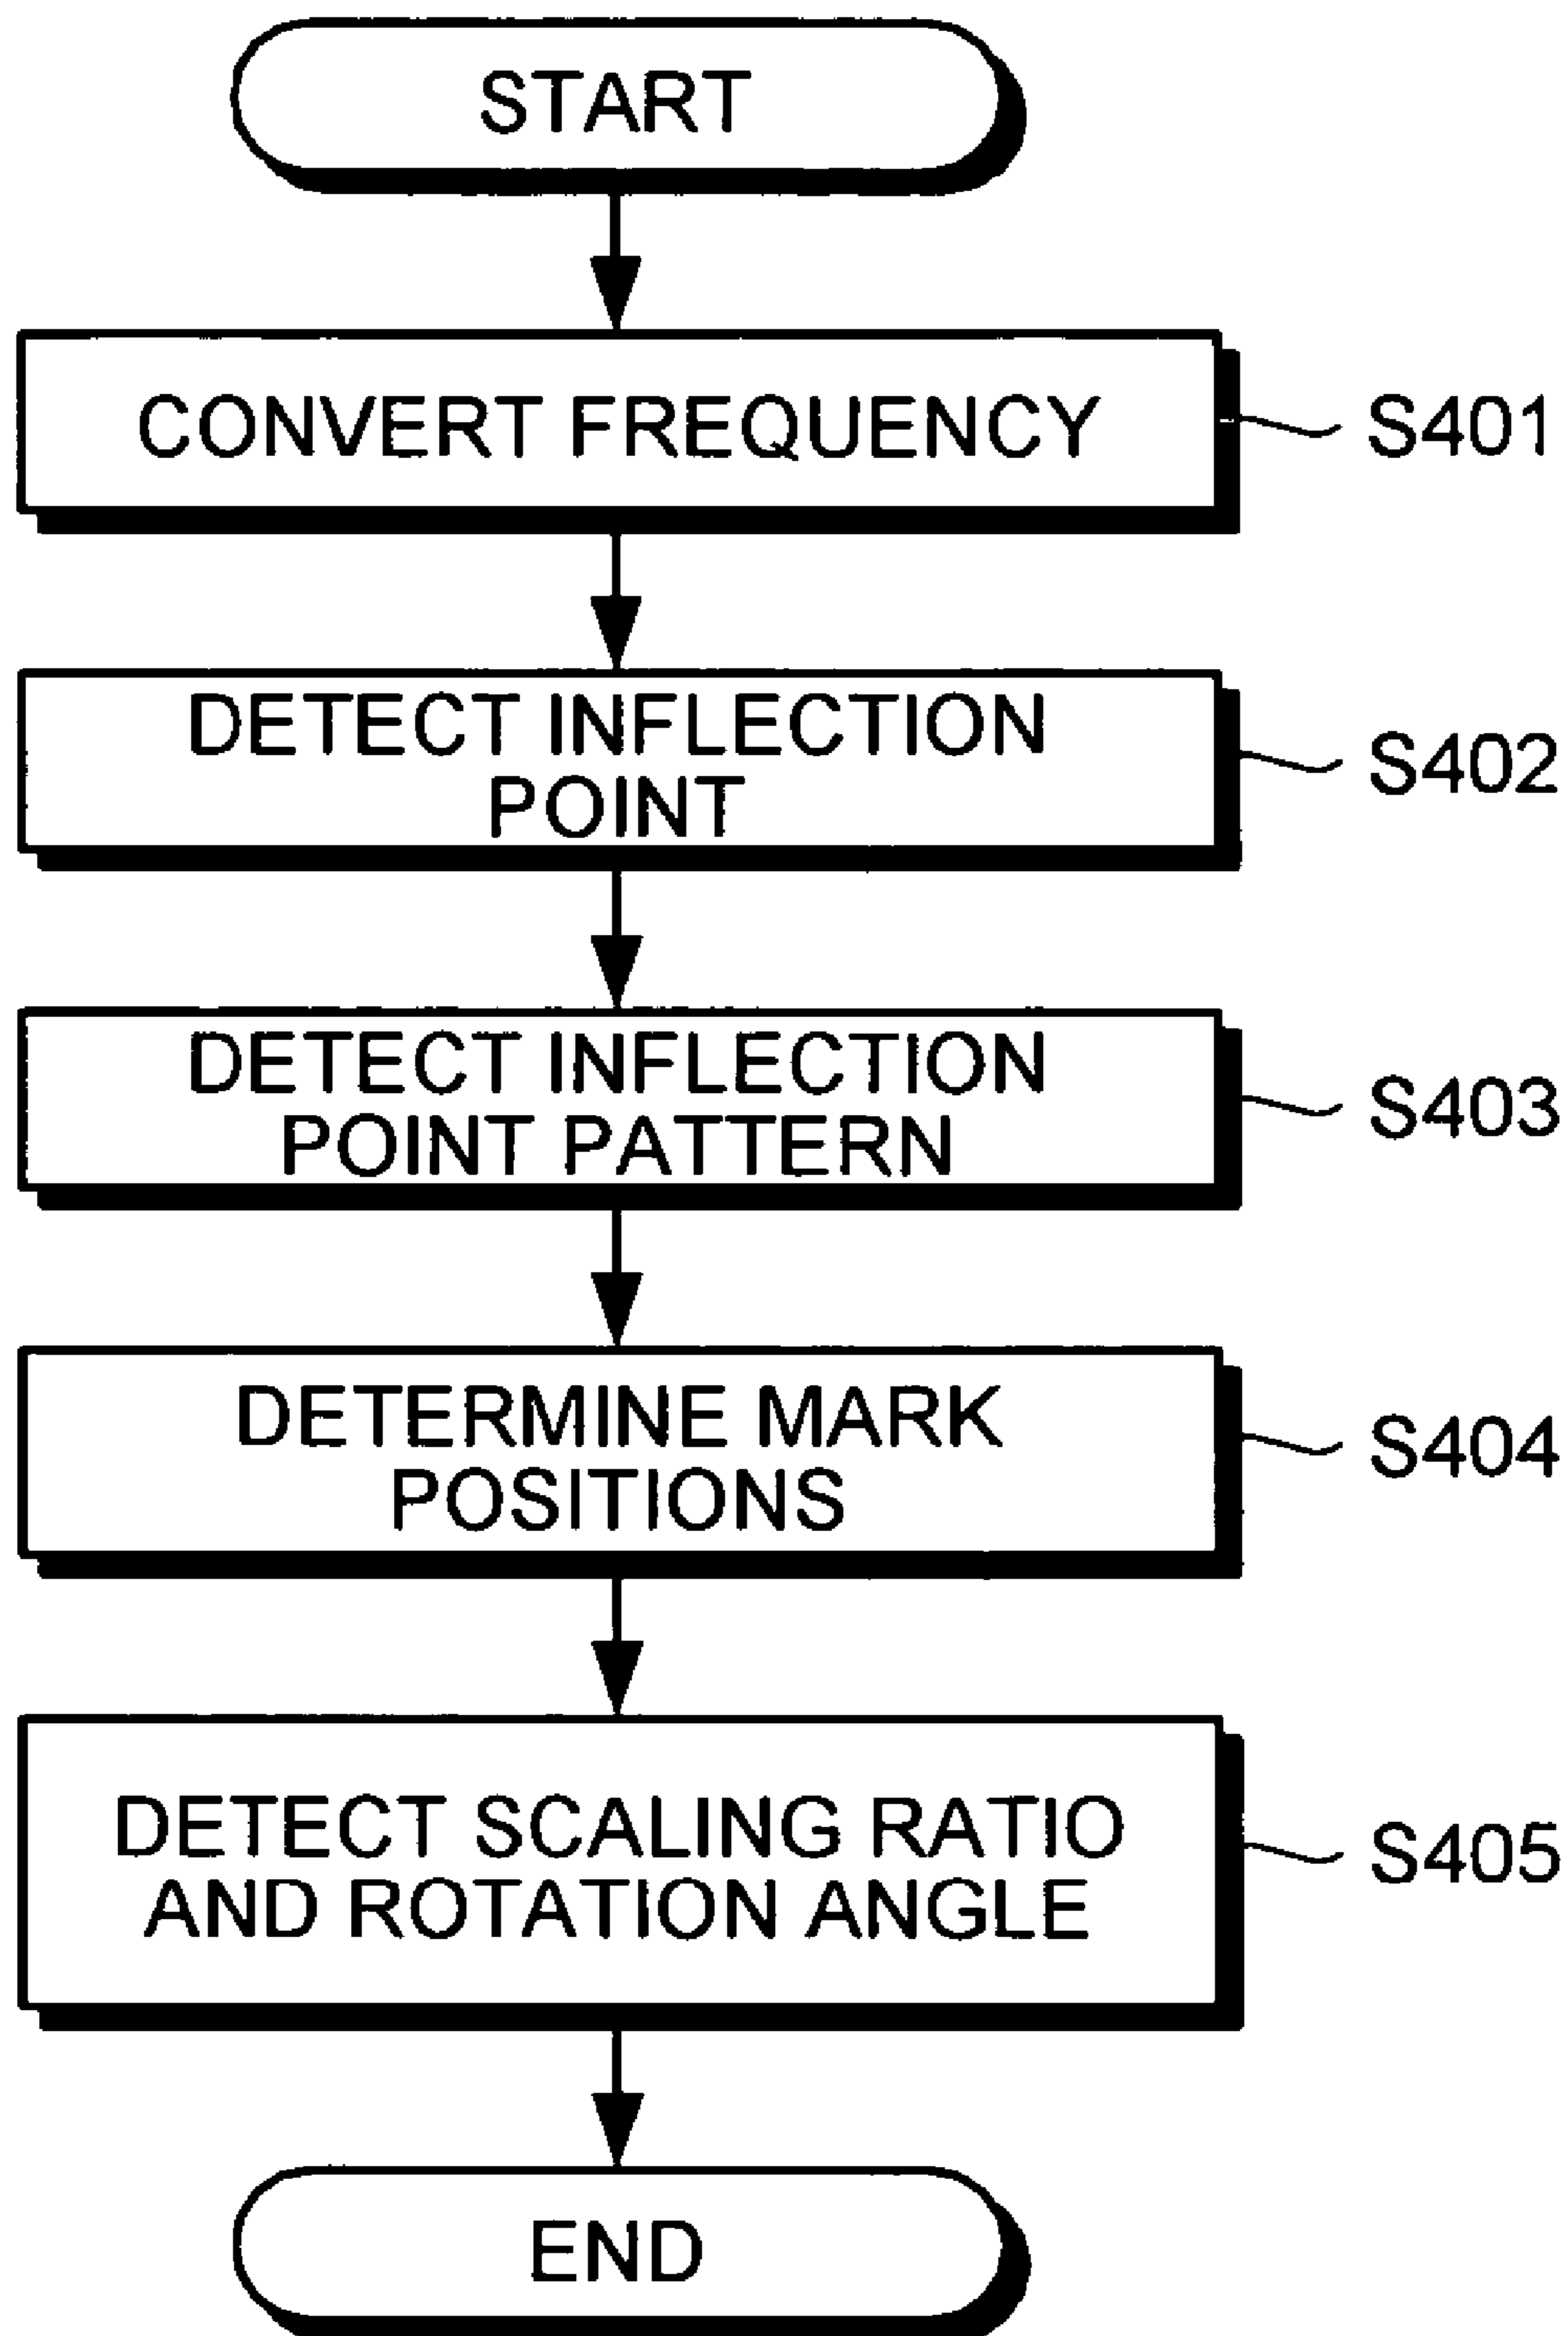 START
CONVERT FREQUENCY
S401
DETECT INFLECTION
POINT
S402
DETECT INFLECTION
POINT PATTERN
S403
DETERMINE MARK
POSITIONS
S404
DETECT SCALING RATIO
AND ROTATION ANGLE
S405
END